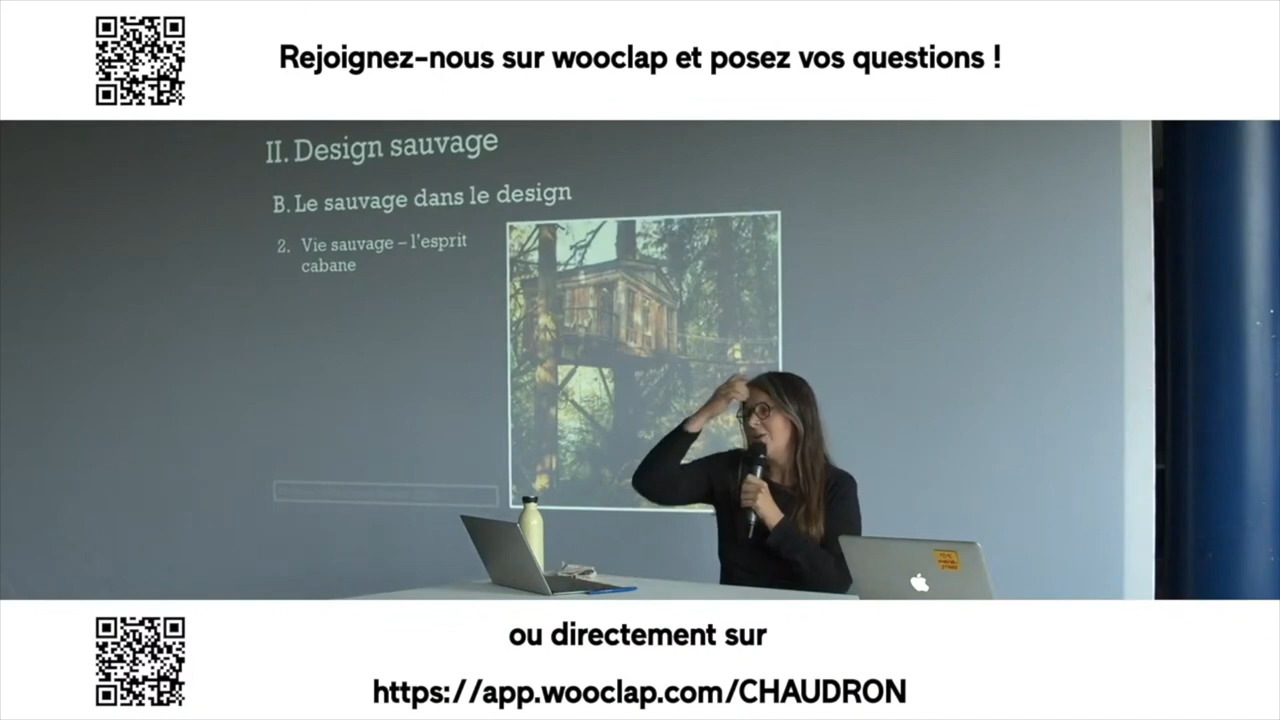 Rejoignez-nous sur wooclap et posez vos questions !
II. Design sauvage
B. Le sauvage dans le design
2. Vie sauvage – l'esprit
cabane
ou directement sur
https://app.wooclap.com/CHAUDRON